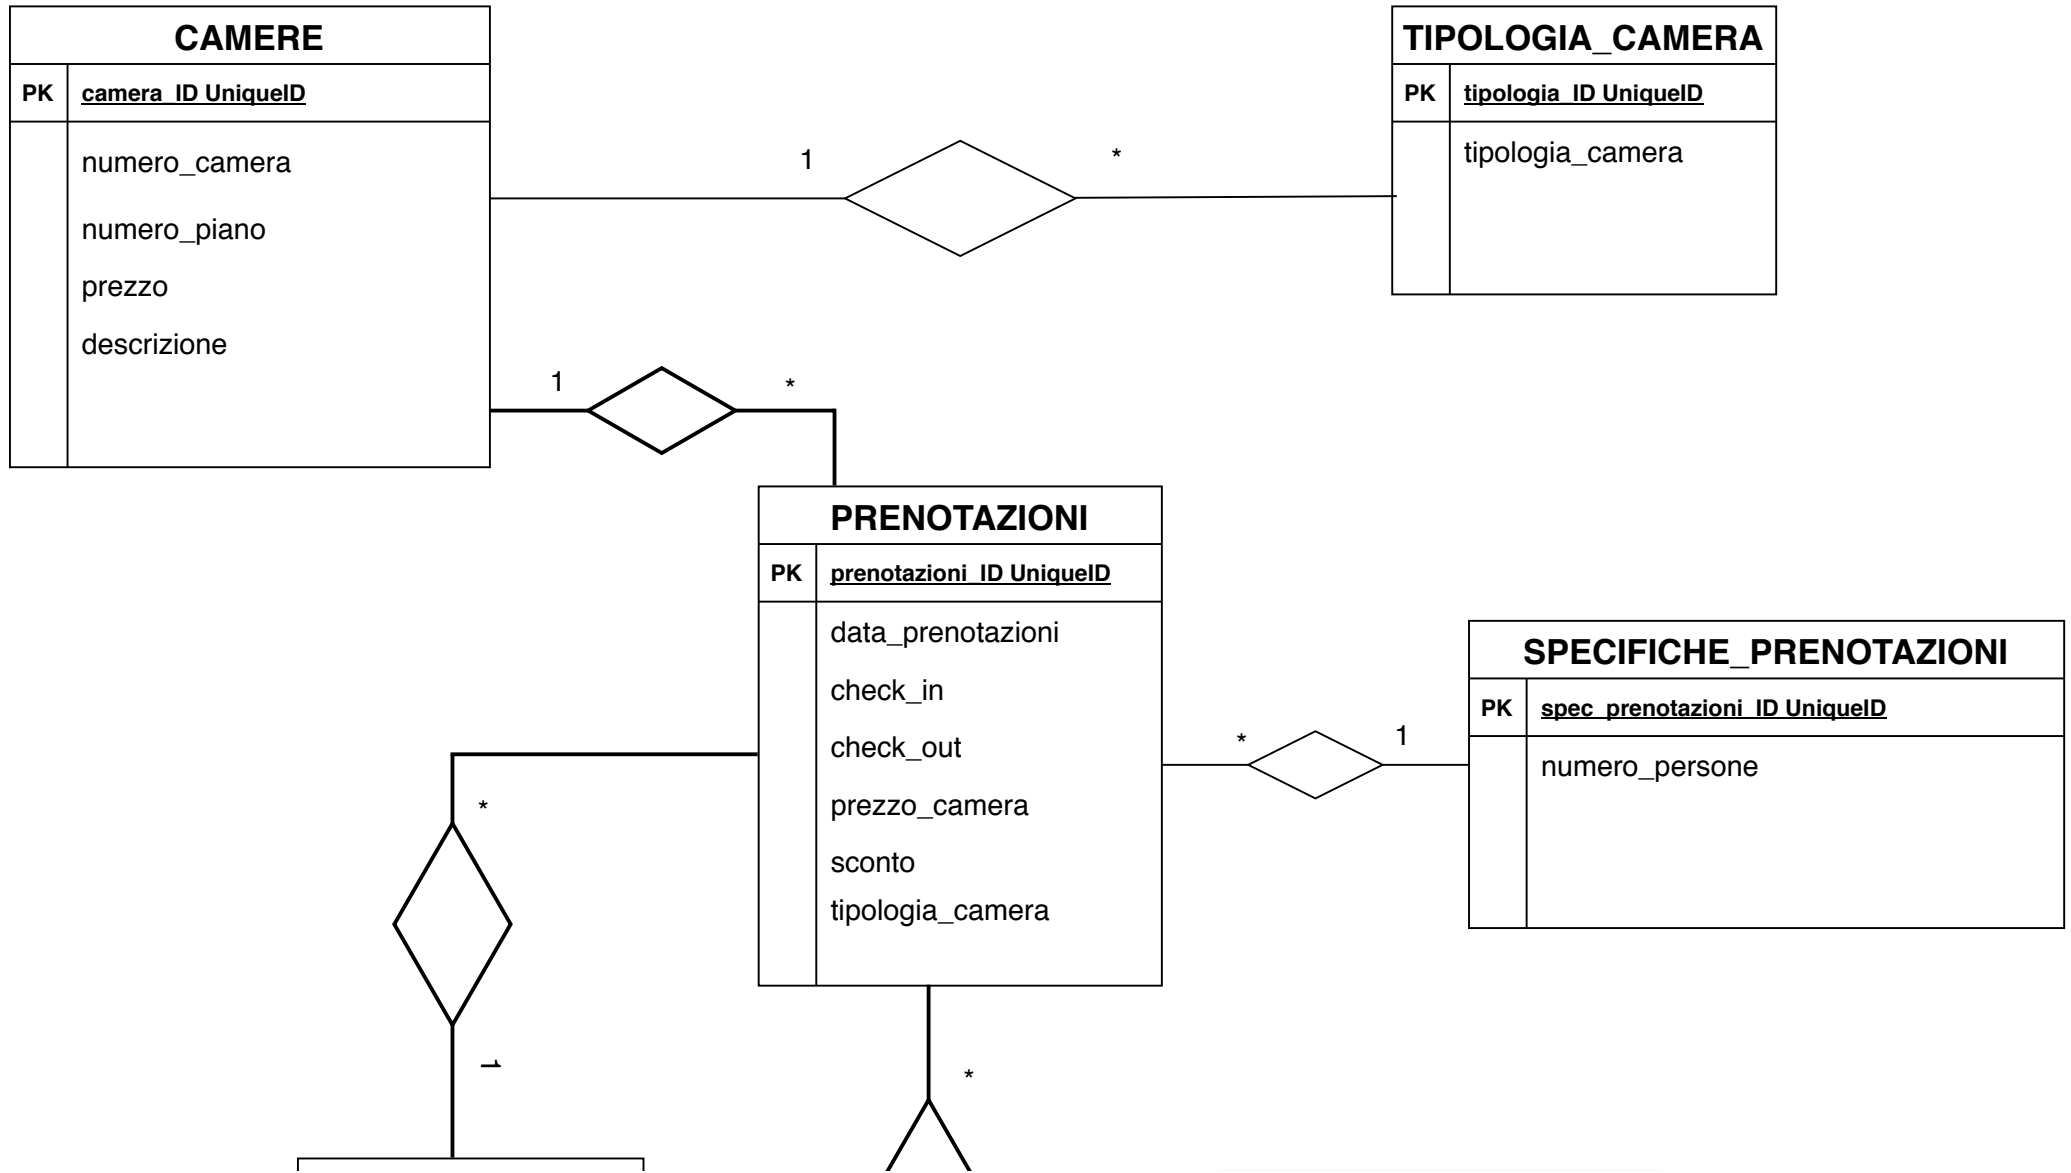 CAMERE
PK camera_ID UniqueID
numero_camera
numero_piano
prezzo
descrizione
1 *
TIPOLOGIA_CAMERA
PK tipologia_ID UniqueID
tipologia_camera
1 *
PRENOTAZIONI
PK prenotazioni_ID UniqueID
data_prenotazioni
check_in
check_out
prezzo_camera
sconto
tipologia_camera
* 1
SPECIFICHE_PRENOTAZIONI
PK spec_prenotazioni_ID UniqueID
numero_persone
*
1
*